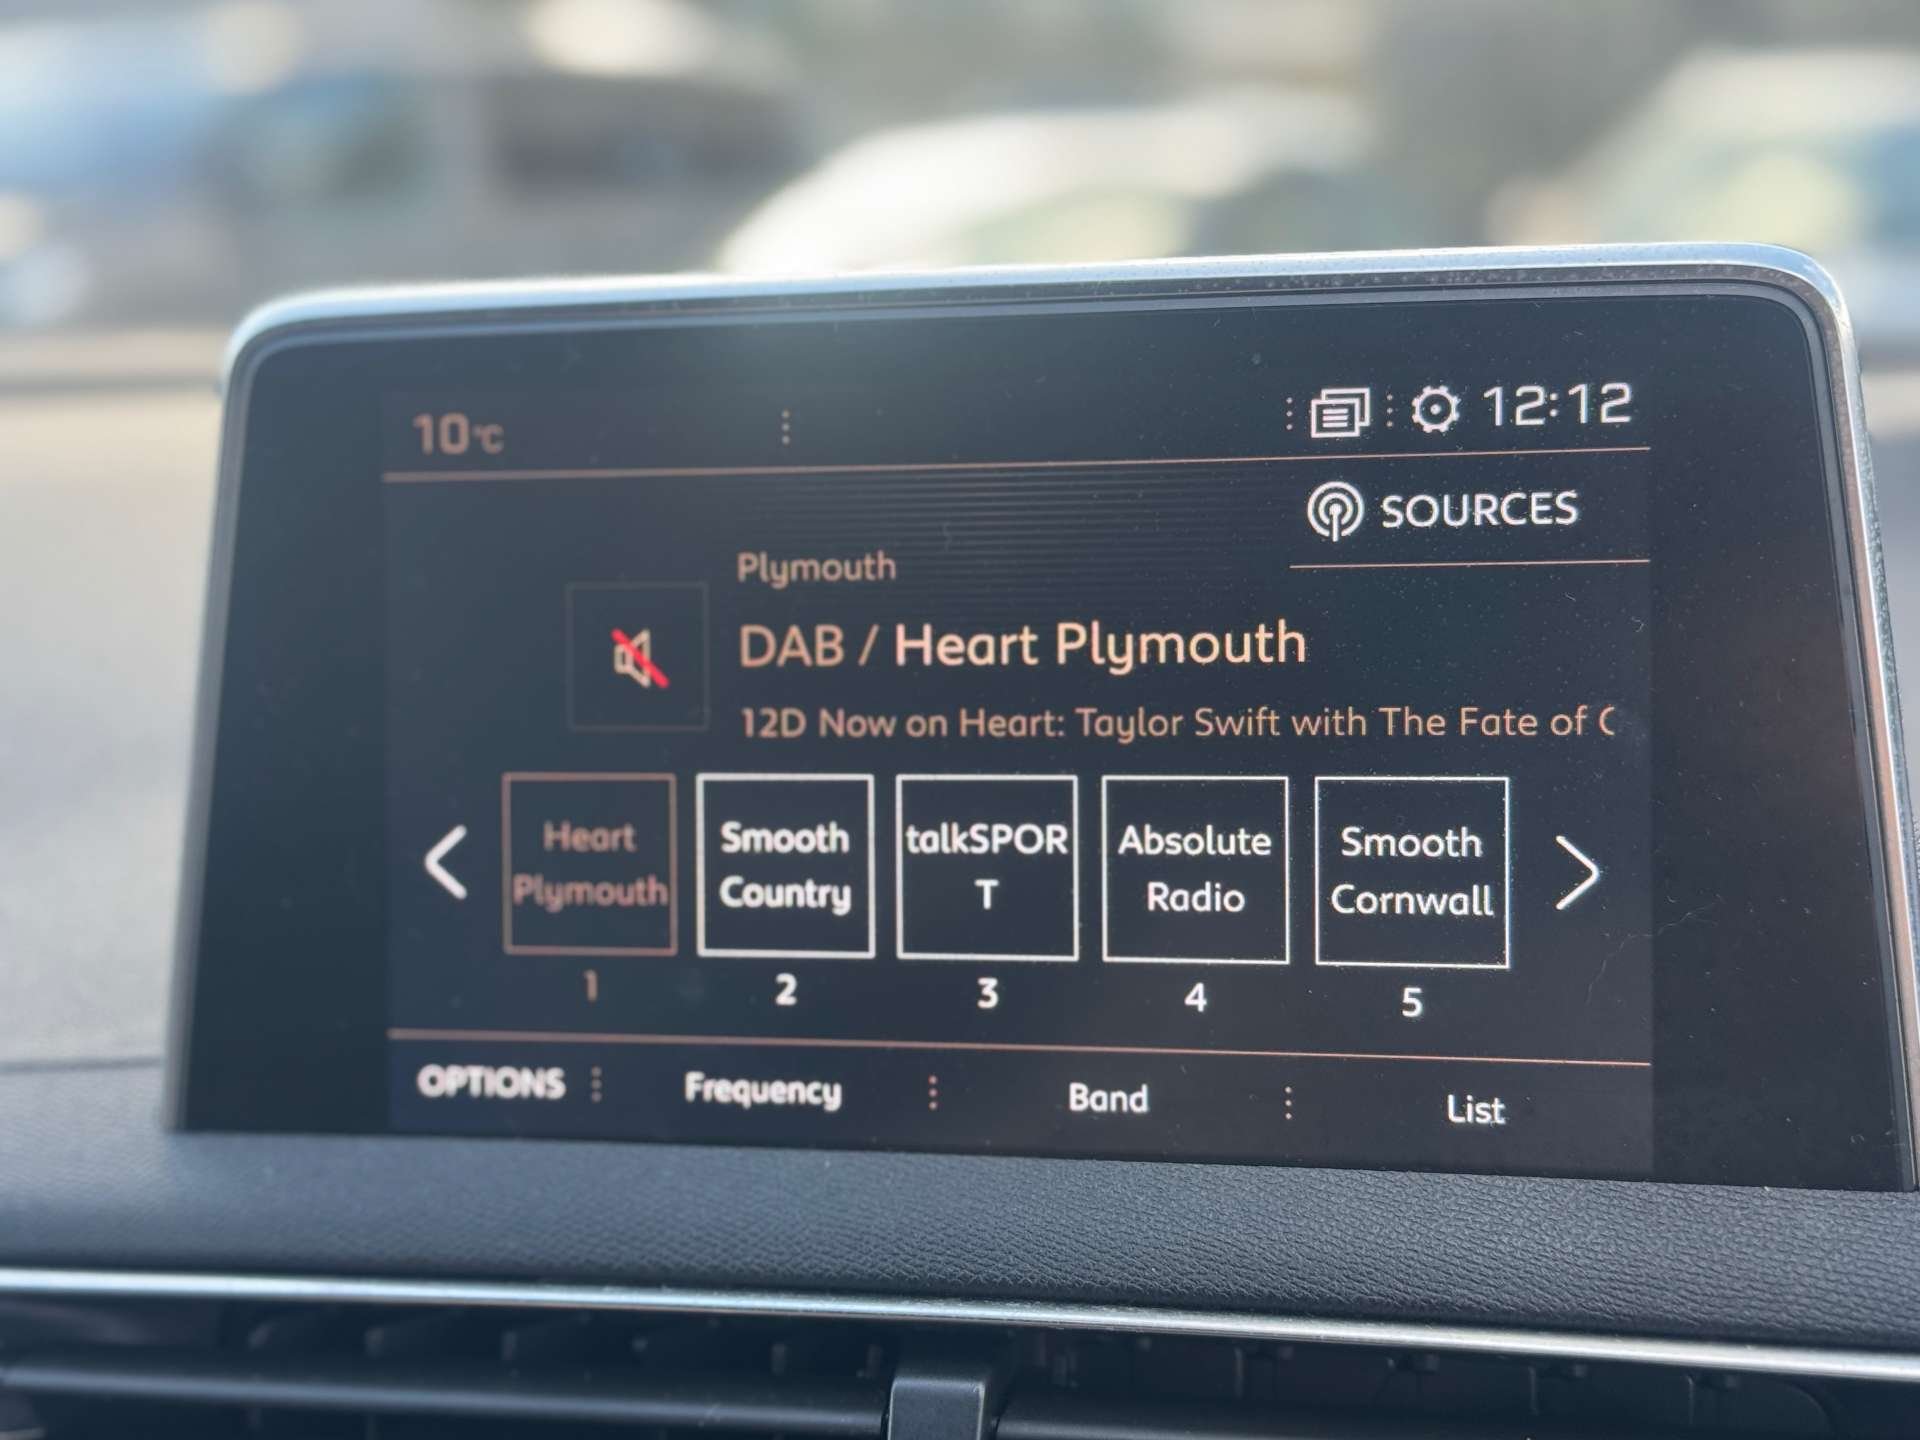 10°C
12:12
SOURCES
Plymouth
DAB / Heart Plymouth
12D Now on Heart: Taylor Swift with The Fate of
Heart
Plymouth
1
Smooth
Country
2
talkSPOR
T
3
Absolute
Radio
4
Smooth
Cornwall
5
OPTIONS
Frequency
Band
List